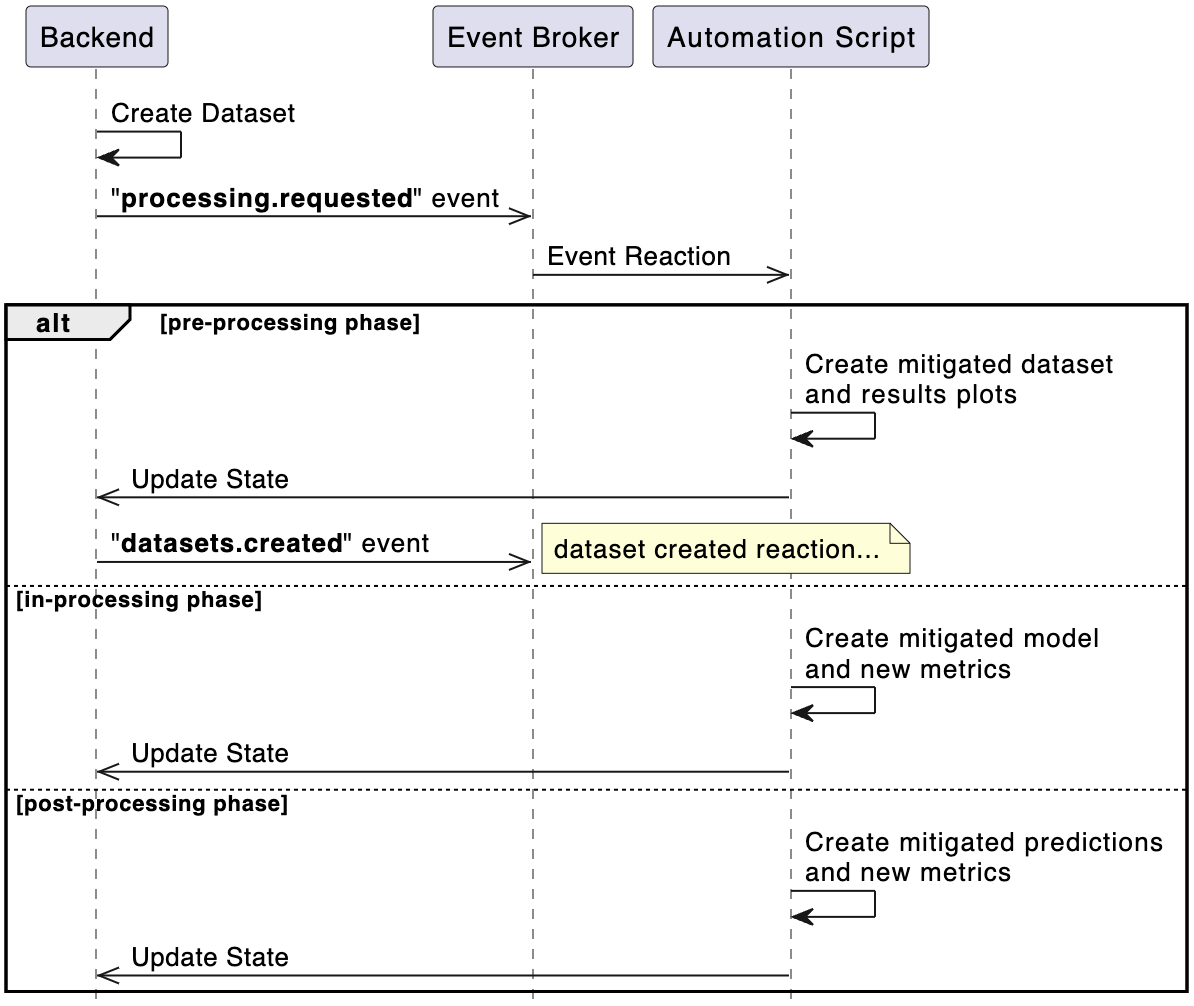 Backend
Event Broker
Automation Script
Create Dataset
"processing.requested" event
Event Reaction
alt
[pre-processing phase]
Create mitigated dataset
and results plots
Update State
"datasets.created" event
dataset created reaction...
[in-processing phase]
Create mitigated model
and new metrics
Update State
[post-processing phase]
Create mitigated predictions
and new metrics
Update State